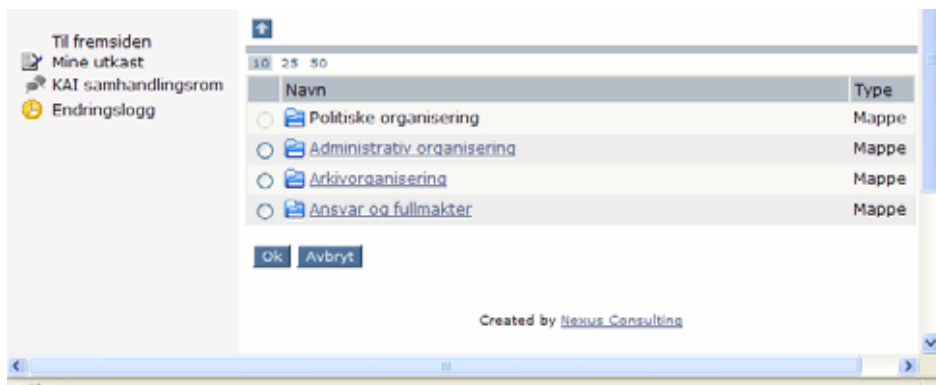 Til fremsiden
Mine utkast
KAI samhandlingsrom
Endringslogg
10 25 50
Navn Type
Politiske organisering Mappe
Administrativ organisering Mappe
Arkivorganisering Mappe
Ansvar og fullmakter Mappe
Ok Avbryt
Created by Nexus Consulting